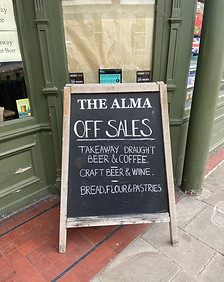 THE ALMA
OFF SALES
TAKEAWAY DRAUGHT
BEER & COFFEE.
CRAFT BEER & WINE.
–
BREAD, FLOUR & PASTRIES